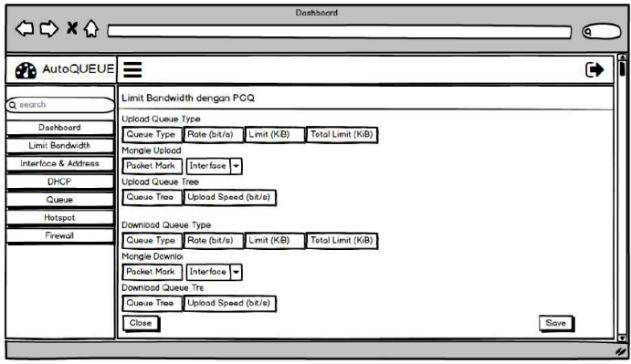 Dashboard
AutoQUEUE
search
Dashboard
Limit Bandwidth
Interface & Address
DHCP
Queue
Hotspot
Firewall
Limit Bandwidth dengan PCQ
Upload Queue Type
Queue Type Rate (bit/s) Limit (KiB) Total Limit (KiB)
Mangle Upload
Packet Mark Interface
Upload Queue Tree
Queue Tree Upload Speed (bit/s)
Download Queue Type
Queue Type Rate (bit/s) Limit (KiB) Total Limit (KiB)
Mangle Downlo
Packet Mark Interface
Download Queue Tre
Queue Tree Upload Speed (bit/s)
Close Save